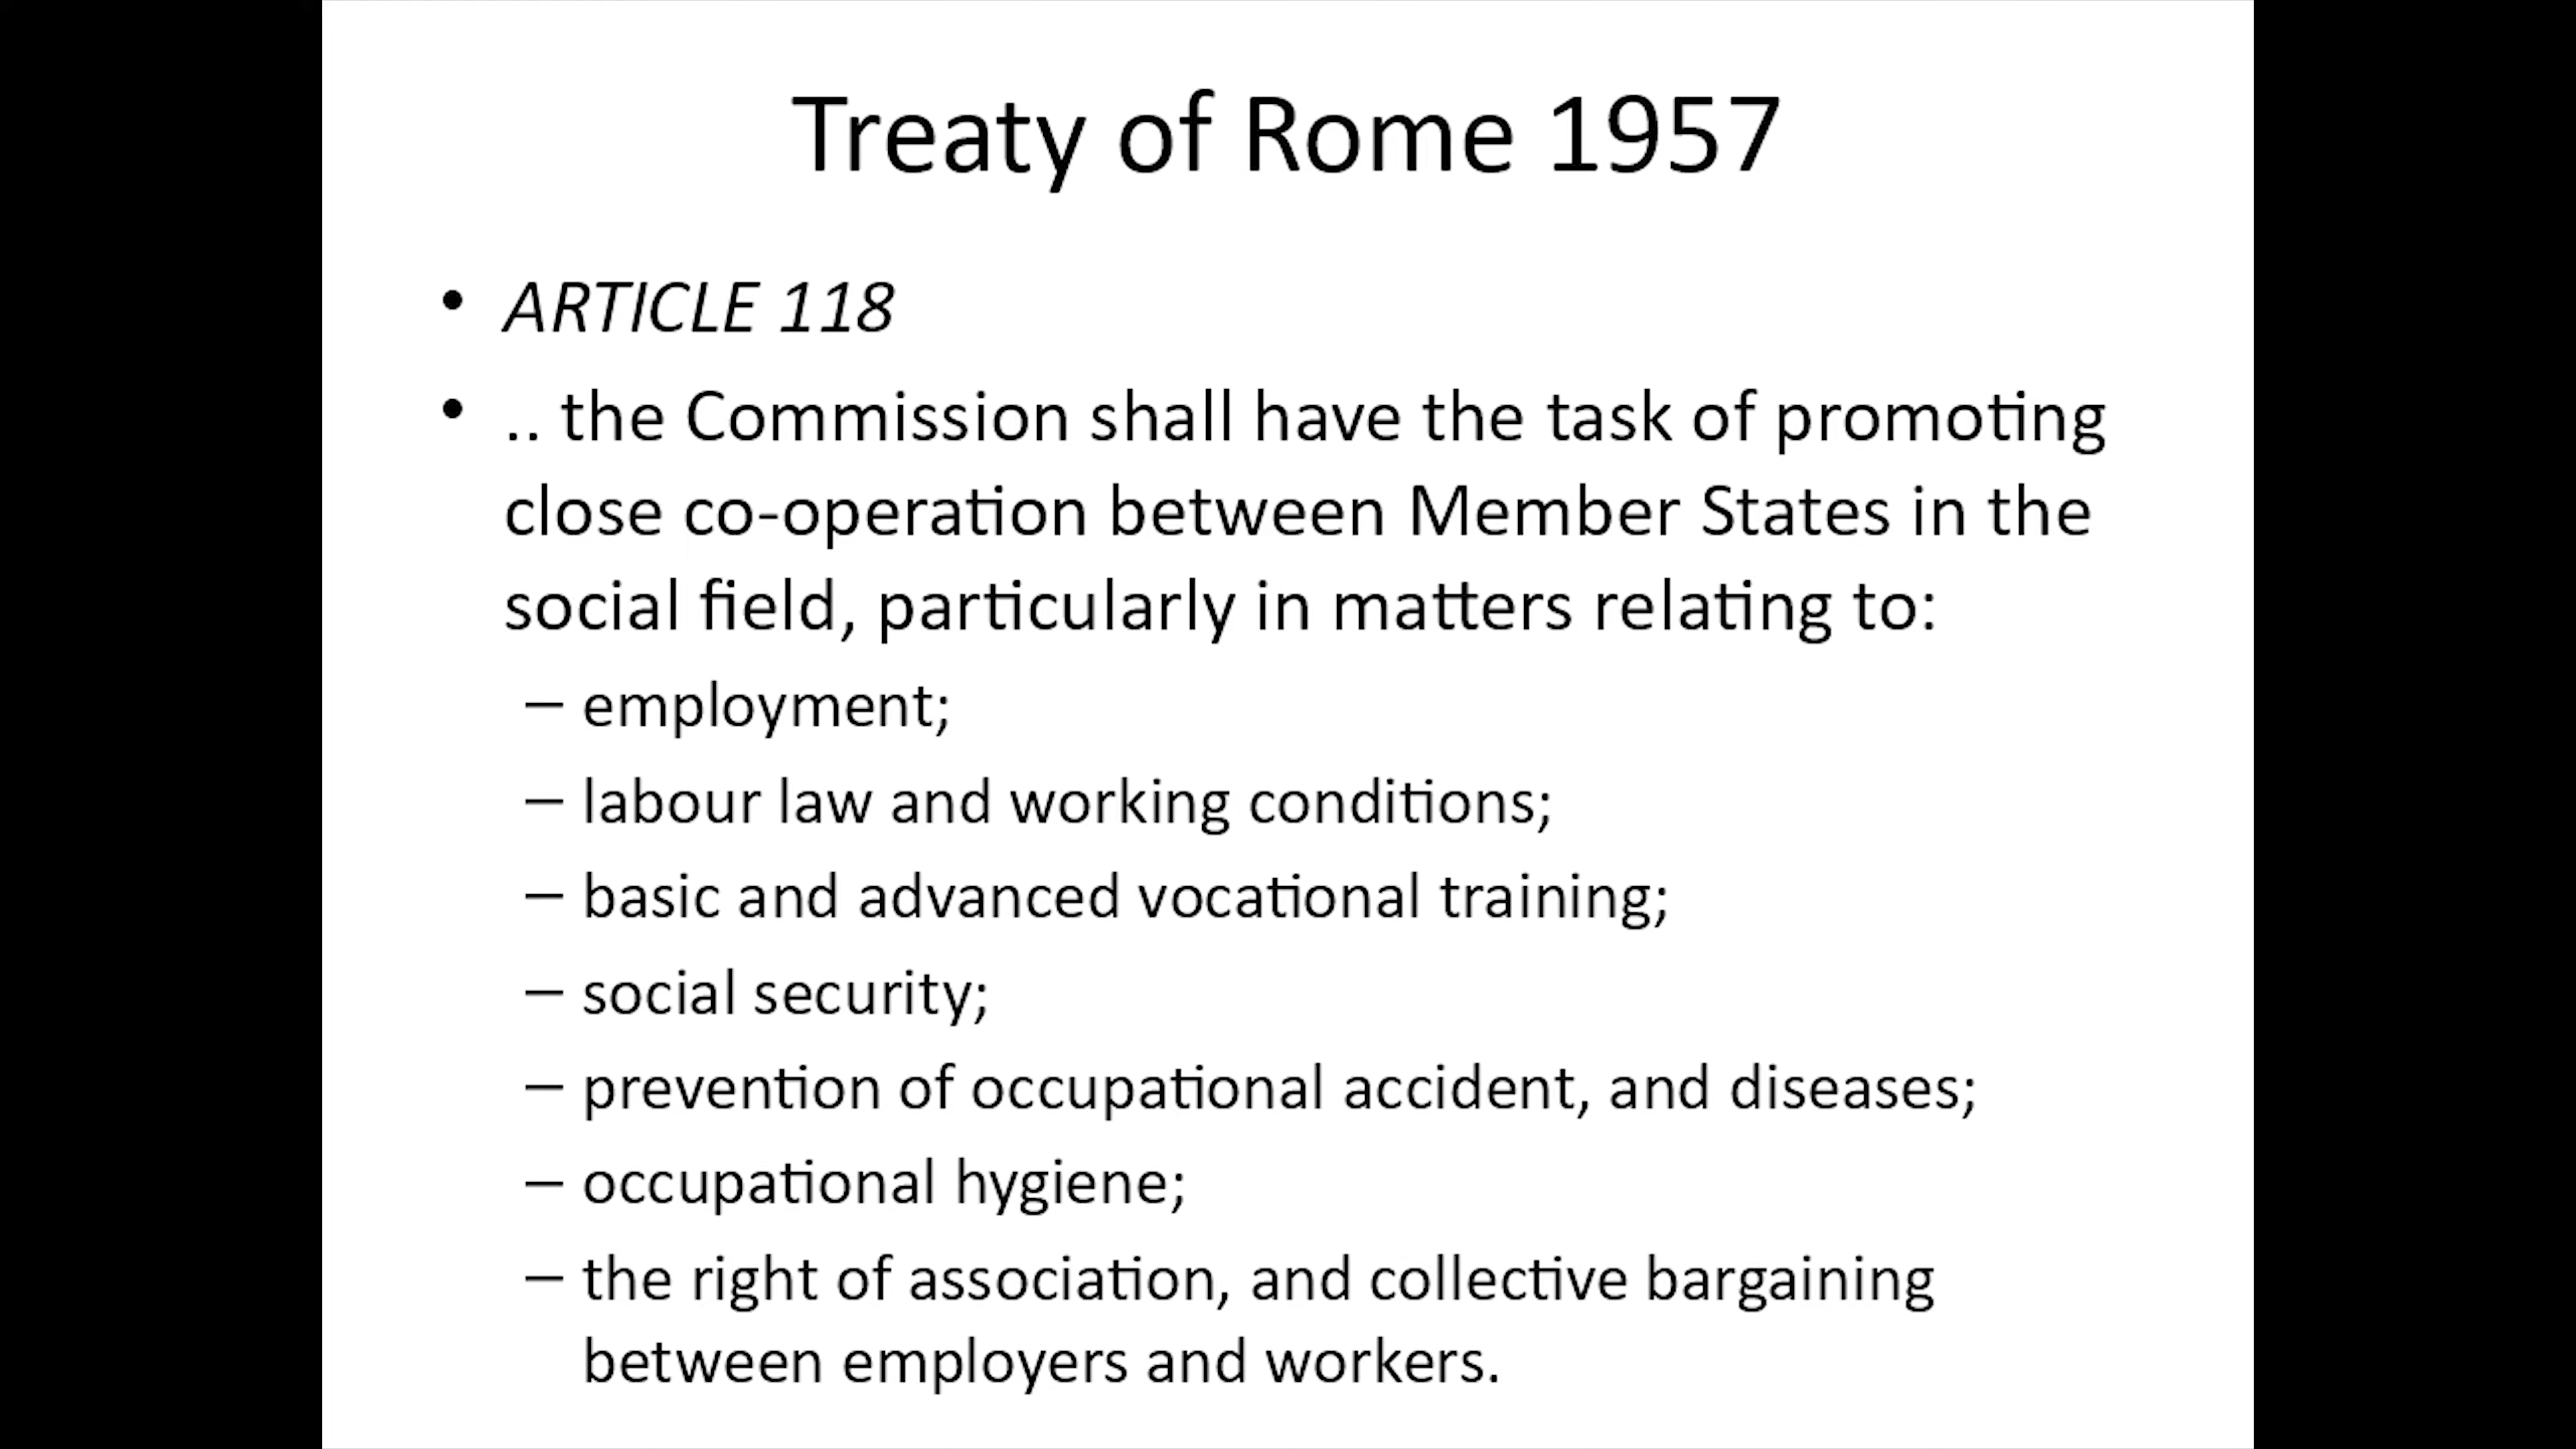 Treaty of Rome 1957
• ARTICLE 118
• .. the Commission shall have the task of promoting
close co-operation between Member States in the
social field, particularly in matters relating to:
– employment;
– labour law and working conditions;
– basic and advanced vocational training;
– social security;
– prevention of occupational accident, and diseases;
– occupational hygiene;
– the right of association, and collective bargaining
between employers and workers.